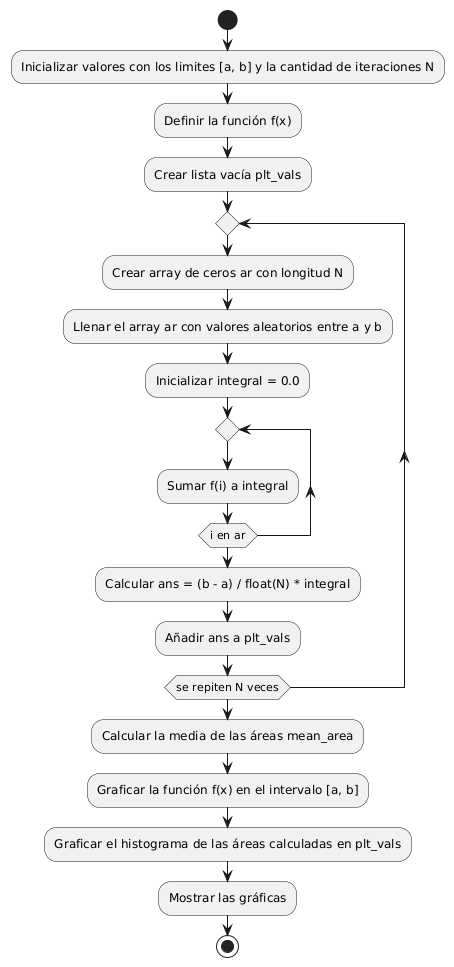 Inicializar valores con los limites [a, b] y la cantidad de iteraciones N
Definir la función f(x)
Crear lista vacía plt_vals
Crear array de ceros ar con longitud N
Llenar el array ar con valores aleatorios entre a y b
Inicializar integral = 0.0
Sumar f(i) a integral
i en ar
Calcular ans = (b - a) / float(N) * integral
Añadir ans a plt_vals
se repiten N veces
Calcular la media de las áreas mean_area
Graficar la función f(x) en el intervalo [a, b]
Graficar el histograma de las áreas calculadas en plt_vals
Mostrar las gráficas